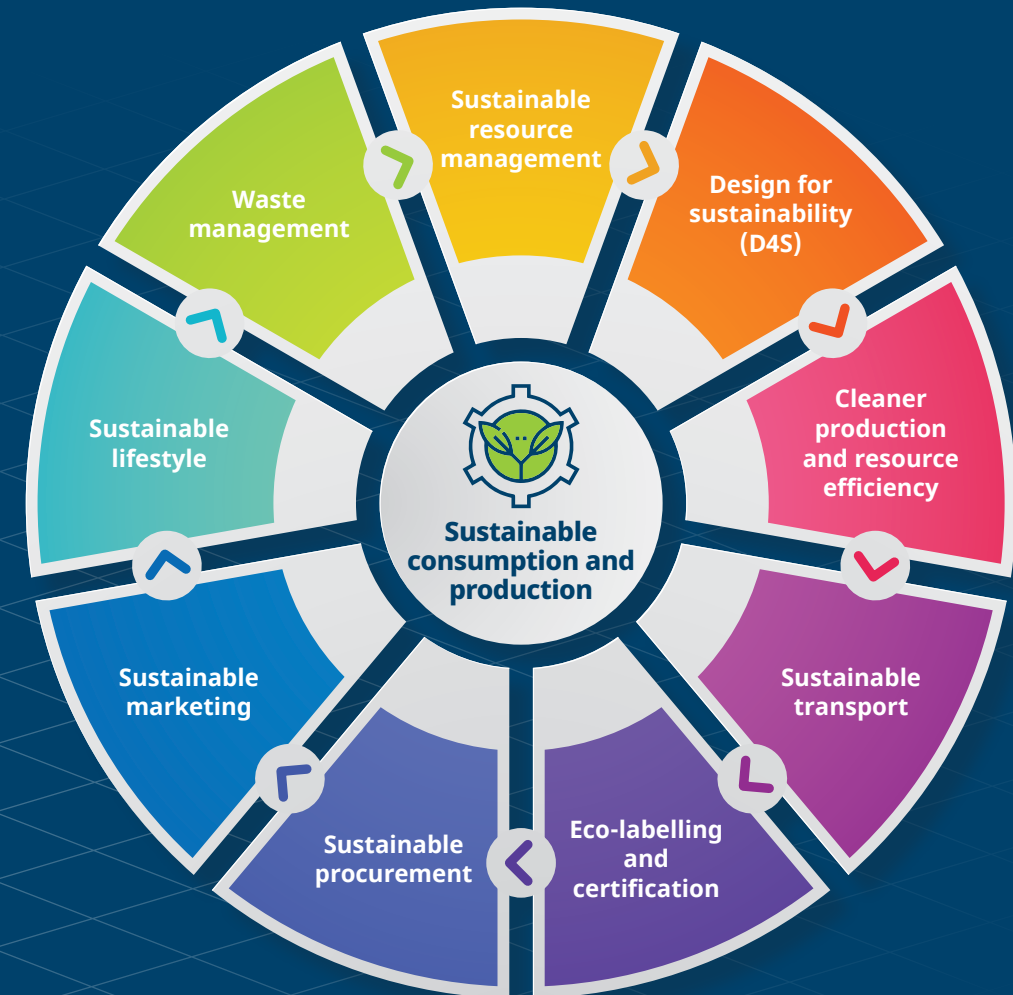 Sustainable
resource
management
Design for
sustainability
(D4S)
Cleaner
production
and resource
efficiency
Sustainable
transport
Eco-labelling
and
certification
Sustainable
procurement
Sustainable
marketing
Sustainable
lifestyle
Waste
management
Sustainable
consumption and
production